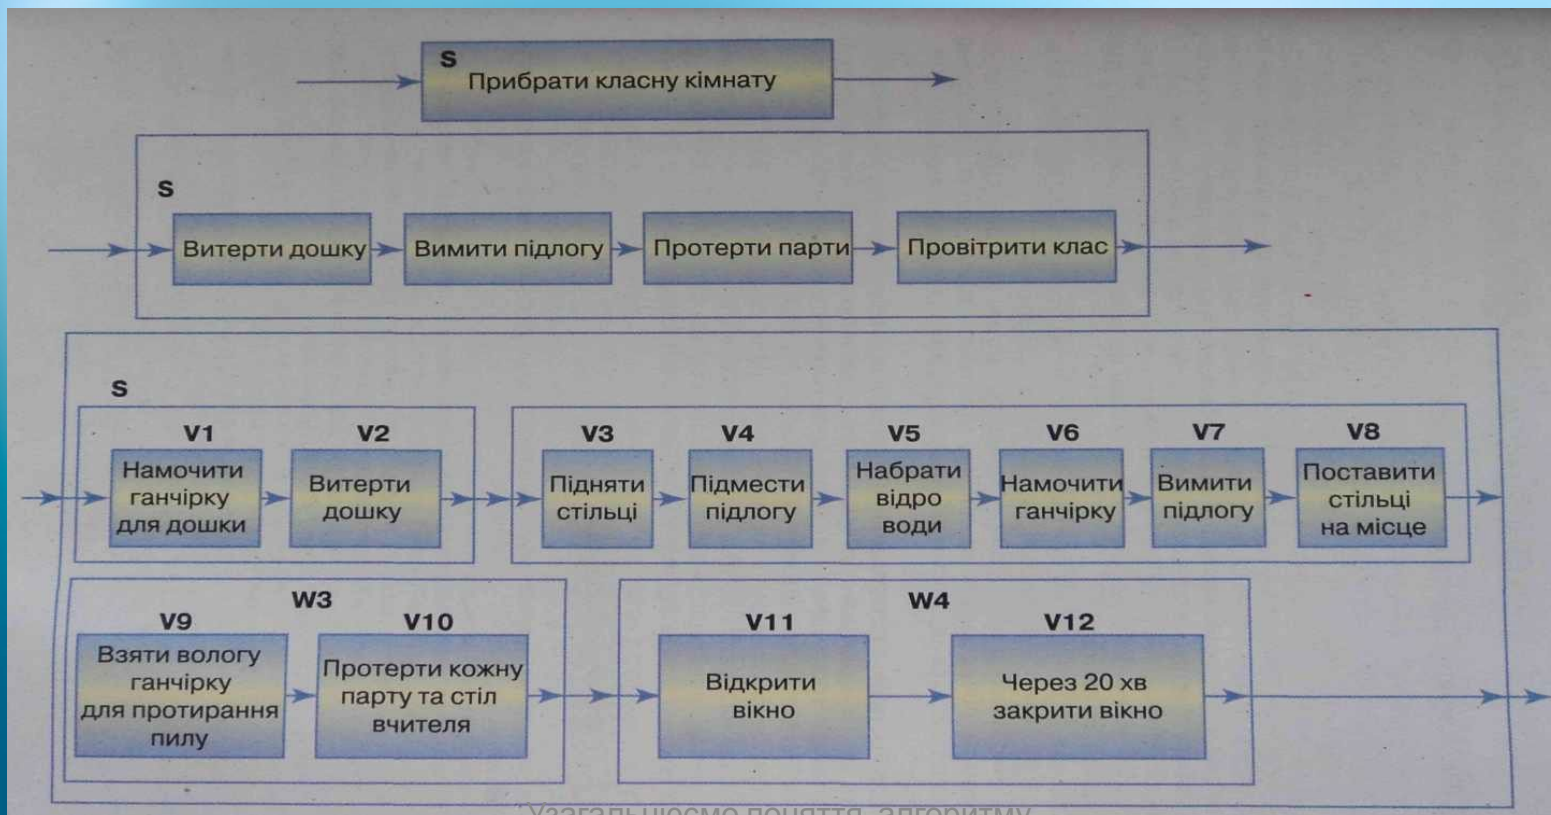 S
Прибрати класну кімнату
S
Витерти дошку
Вимити підлогу
Протерти парти
Провітрити клас
S
V1
Намочити
ганчірку
для дошки
V2
Витерти
дошку
V3
Підняти
стільці
V4
Підмести
підлогу
V5
Набрати
відро
води
V6
Намочити
ганчірку
V7
Вимити
підлогу
V8
Поставити
стільці
на місце
W3
V9
Взяти вологу
ганчірку
для протирання
пилу
V10
Протерти кожну
парту та стіл
вчителя
W4
V11
Відкрити
вікно
V12
Через 20 хв
закрити вікно
Узагальнюємо поняття алгоритму